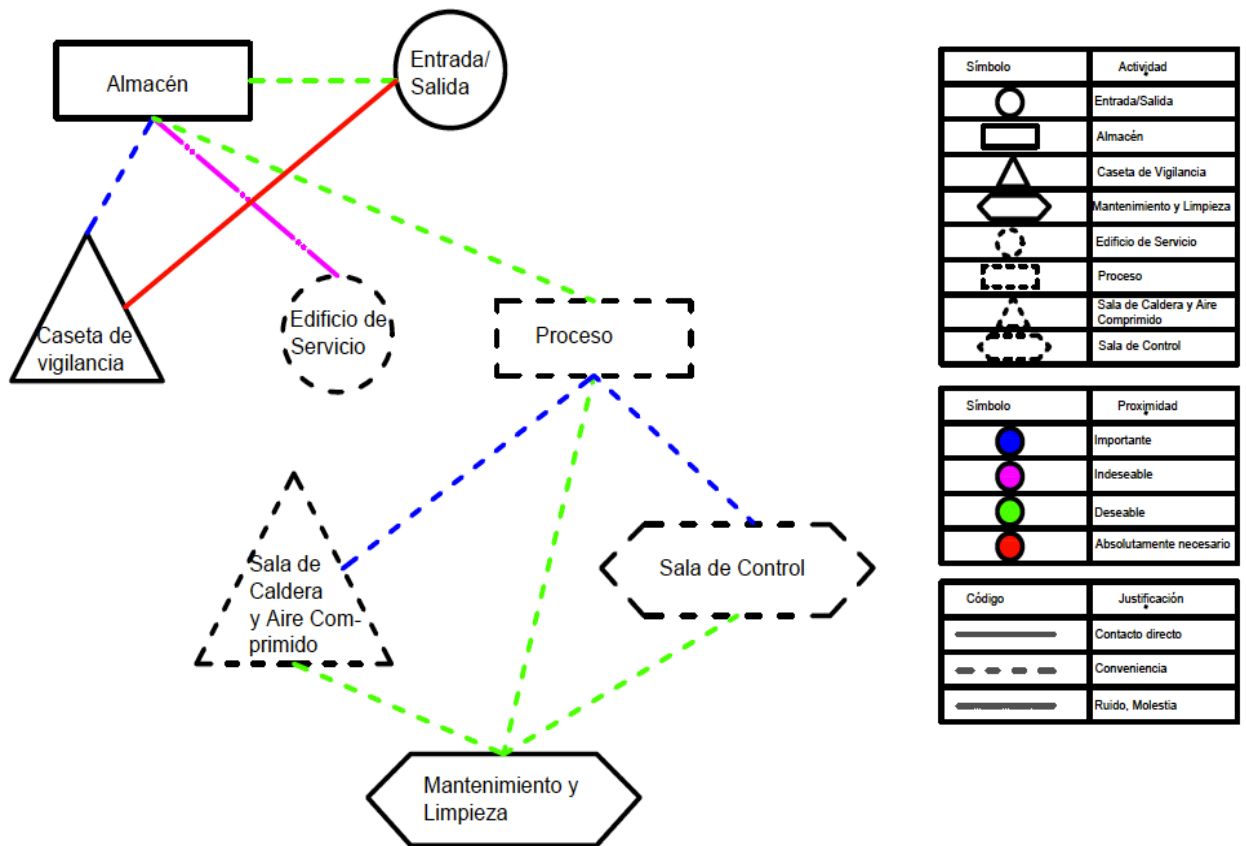 Almacén
Entrada/
Salida
Caseta de
vigilancia
Edificio de
Servicio
Proceso
Sala de
Caldera
y Aire Com-
primido
Sala de Control
Mantenimiento y
Limpieza
Símbolo Actividad
Entrada/Salida
Almacén
Caseta de Vigilancia
Mantenimiento y Limpieza
Edificio de Servicio
Proceso
Sala de Caldera y Aire
Comprimido
Sala de Control
Símbolo Proximidad
Importante
Indeseable
Deseable
Absolutamente necesario
Código Justificación
Contacto directo
Conveniencia
Ruido, Molestia